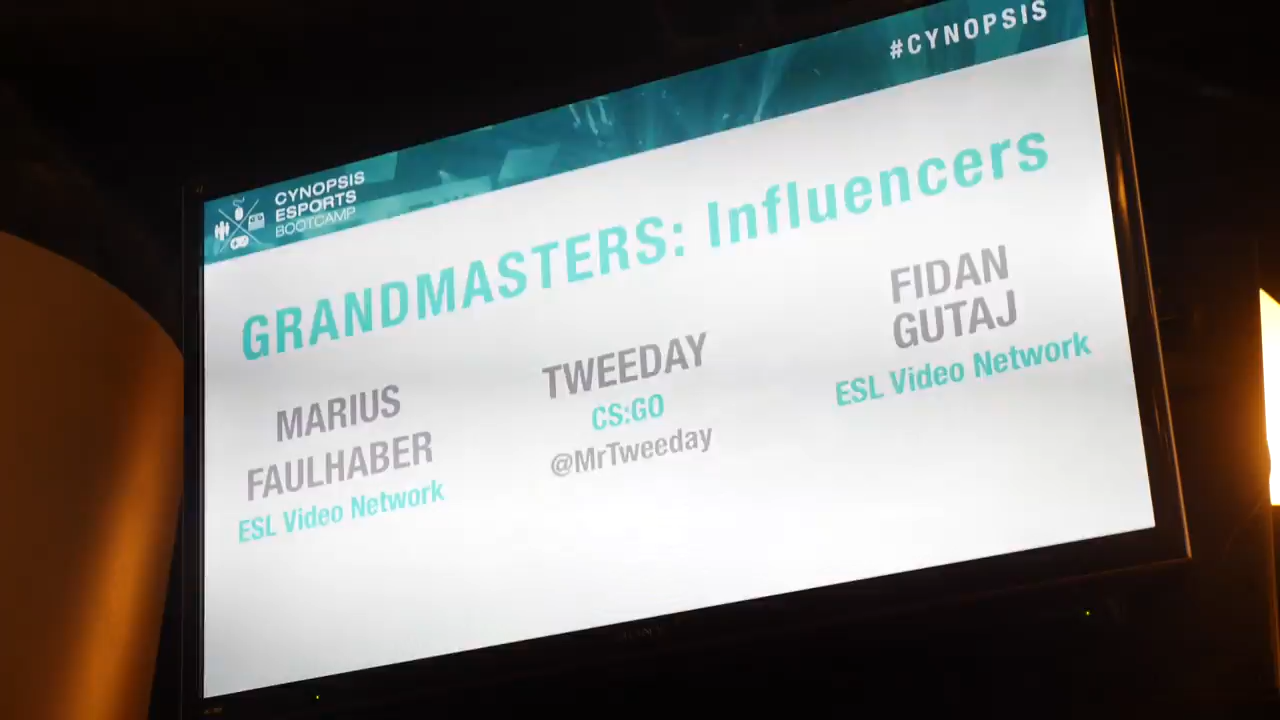 #CYNOPSIS
CYNOPSIS
ESPORTS
BOOTCAMP
GRANDMASTERS: Influencers
MARIUS
FAULHABER
ESL Video Network
TWEEDAY
CS:GO
@MrTweeday
FIDAN
GUTAJ
ESL Video Network
SONY